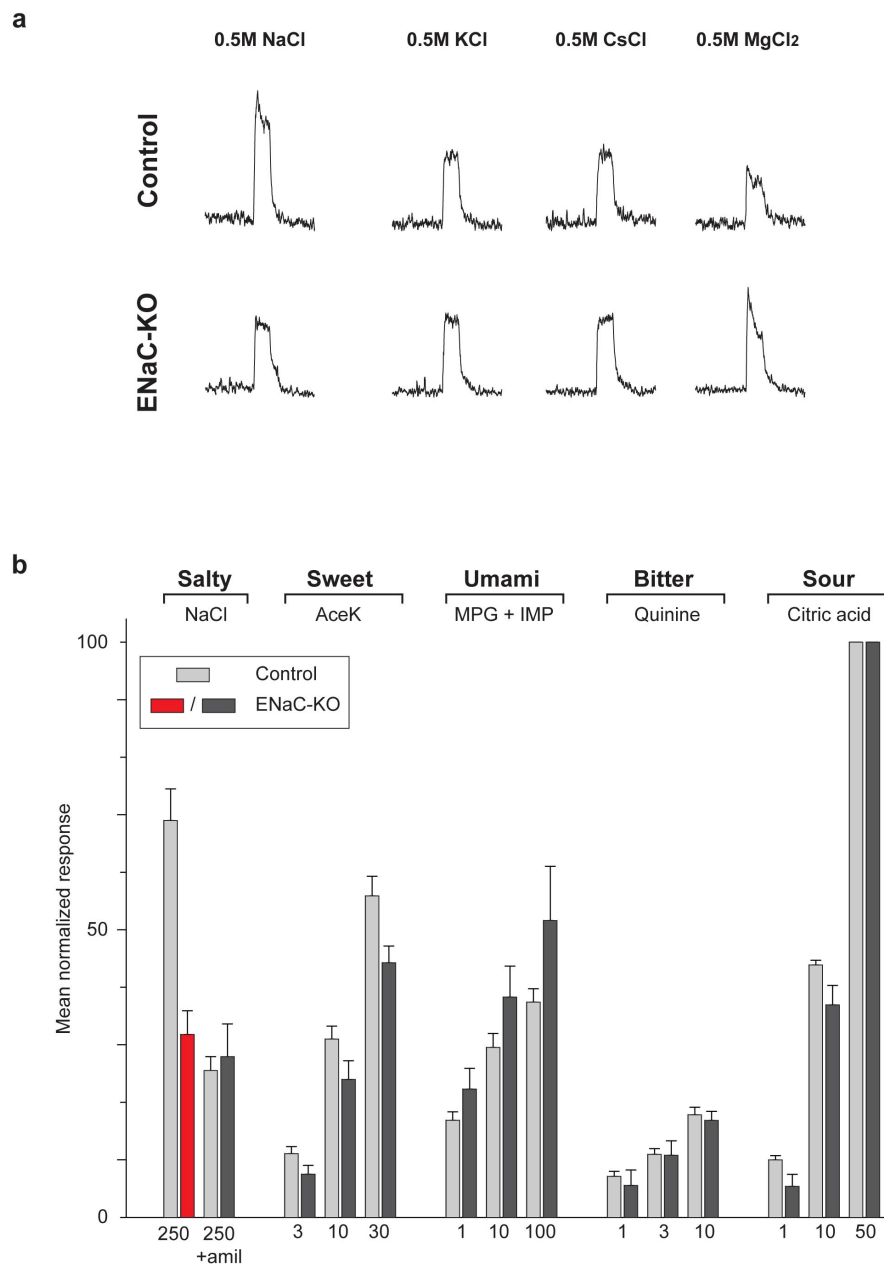 a
0.5M NaCl 0.5M KCl 0.5M CsCl 0.5M MgCl2
Control
ENaC-KO
b
Salty Sweet Umami Bitter Sour
NaCl AceK MPG + IMP Quinine Citric acid
100
Control
/ ENaC-KO
Mean normalized response
50
0
250 250 3 10 30 1 10 100 1 3 10 1 10 50
+amil